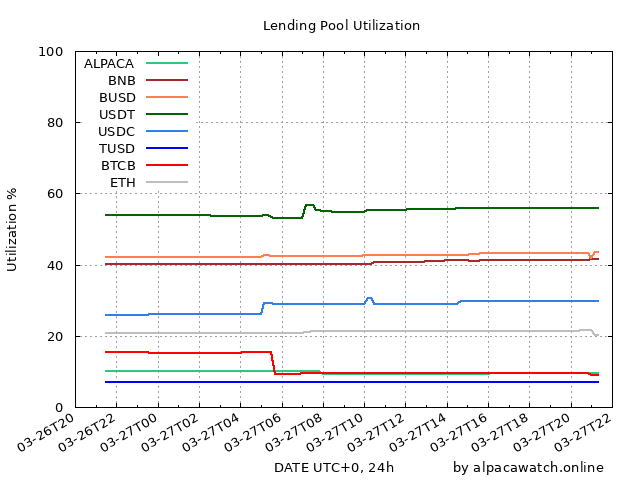 Lending Pool Utilization
Utilization %
100
80
60
40
20
0
ALPACA
BNB
BUSD
USDT
USDC
TUSD
BTCB
ETH
03-26T20
03-26T22
03-27T00
03-27T02
03-27T04
03-27T06
03-27T08
03-27T10
03-27T12
03-27T14
03-27T16
03-27T18
03-27T20
03-27T22
DATE UTC+0, 24h
by alpacawatch.online